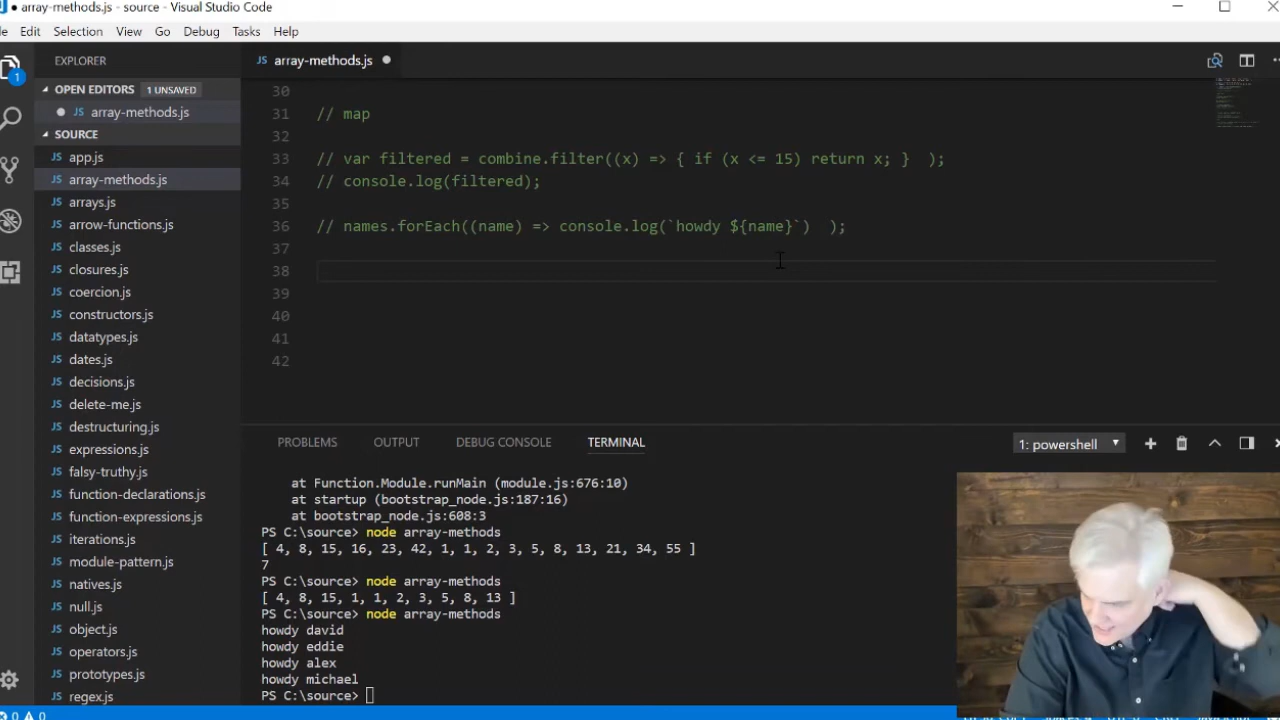 array-methods.js - source - Visual Studio Code
Edit Selection View Go Debug Tasks Help
EXPLORER
JS array-methods.js
1
OPEN EDITORS 1 UNSAVED
JS array-methods.js
SOURCE
JS app.js
JS array-methods.js
JS arrays.js
JS arrow-functions.js
JS classes.js
JS closures.js
JS coercion.js
JS constructors.js
JS datatypes.js
JS dates.js
JS decisions.js
JS delete-me.js
JS destructuring.js
JS expressions.js
JS falsy-truthy.js
JS function-declarations.js
JS function-expressions.js
JS iterations.js
JS module-pattern.js
JS natives.js
JS null.js
JS object.js
JS operators.js
JS prototypes.js
JS regex.js
30
31 // map
32
33 // var filtered = combine.filter((x) => { if (x <= 15) return x; }  );
34 // console.log(filtered);
35
36 // names.forEach((name) => console.log(`howdy ${name}`)  );
37
38
39
40
41
42
PROBLEMS OUTPUT DEBUG CONSOLE TERMINAL 1: powershell
at Function.Module.runMain (module.js:676:10)
at startup (bootstrap_node.js:187:16)
at bootstrap_node.js:608:3
PS C:\source> node array-methods
[ 4, 8, 15, 16, 23, 42, 1, 1, 2, 3, 5, 8, 13, 21, 34, 55 ]
7
PS C:\source> node array-methods
[ 4, 8, 15, 1, 1, 2, 3, 5, 8, 13 ]
PS C:\source> node array-methods
howdy david
howdy eddie
howdy alex
howdy michael
PS C:\source>
0 0